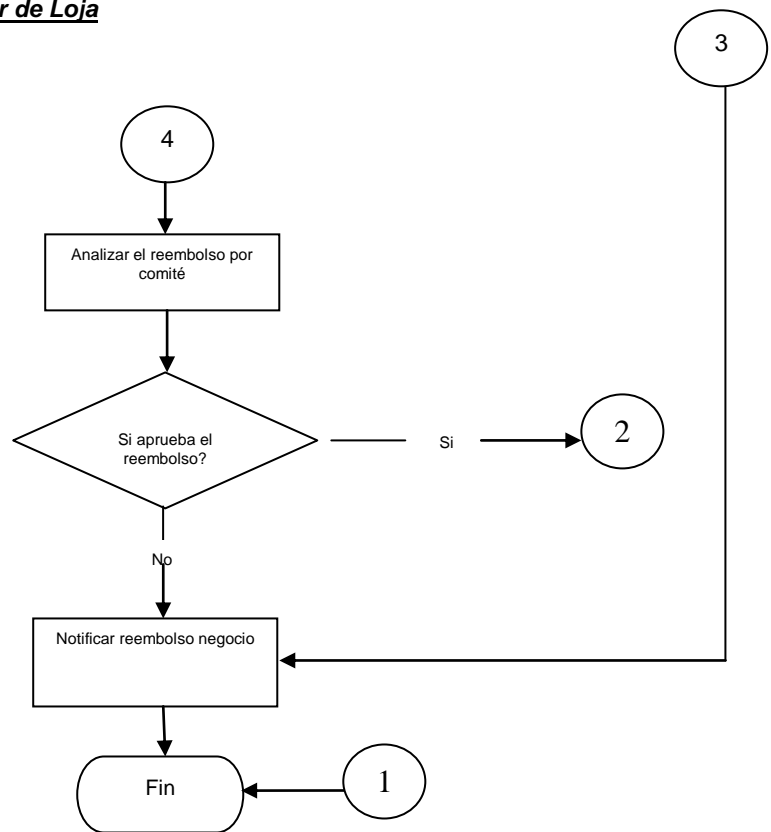 r de Loja
3
4
Analizar el reembolso por
comité
Si aprueba el
reembolso?
Si
2
No
Notificar reembolso negocio
Fin
1